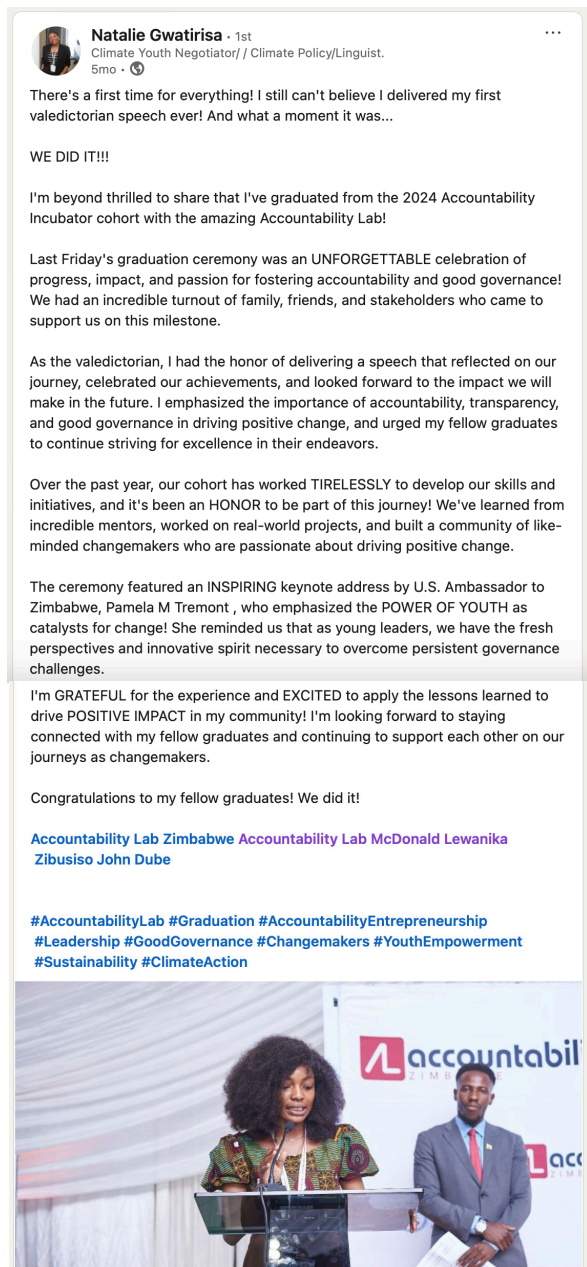 Natalie Gwatirisa • 1st
Climate Youth Negotiator/ / Climate Policy/Linguist.
5mo •
There's a first time for everything! I still can't believe I delivered my first
valedictorian speech ever! And what a moment it was...
WE DID IT!!!
I'm beyond thrilled to share that I've graduated from the 2024 Accountability
Incubator cohort with the amazing Accountability Lab!
Last Friday's graduation ceremony was an UNFORGETTABLE celebration of
progress, impact, and passion for fostering accountability and good governance!
We had an incredible turnout of family, friends, and stakeholders who came to
support us on this milestone.
As the valedictorian, I had the honor of delivering a speech that reflected on our
journey, celebrated our achievements, and looked forward to the impact we will
make in the future. I emphasized the importance of accountability, transparency,
and good governance in driving positive change, and urged my fellow graduates
to continue striving for excellence in their endeavors.
Over the past year, our cohort has worked TIRELESSLY to develop our skills and
initiatives, and it's been an HONOR to be part of this journey! We've learned from
incredible mentors, worked on real-world projects, and built a community of like-
minded changemakers who are passionate about driving positive change.
The ceremony featured an INSPIRING keynote address by U.S. Ambassador to
Zimbabwe, Pamela M Tremont , who emphasized the POWER OF YOUTH as
catalysts for change! She reminded us that as young leaders, we have the fresh
perspectives and innovative spirit necessary to overcome persistent governance
challenges.
I'm GRATEFUL for the experience and EXCITED to apply the lessons learned to
drive POSITIVE IMPACT in my community! I'm looking forward to staying
connected with my fellow graduates and continuing to support each other on our
journeys as changemakers.
Congratulations to my fellow graduates! We did it!
Accountability Lab Zimbabwe Accountability Lab McDonald Lewanika
Zibusiso John Dube
#AccountabilityLab #Graduation #AccountabilityEntrepreneurship
#Leadership #GoodGovernance #Changemakers #YouthEmpowerment
#Sustainability #ClimateAction
accountabil
ZIMB
acc
ZIM